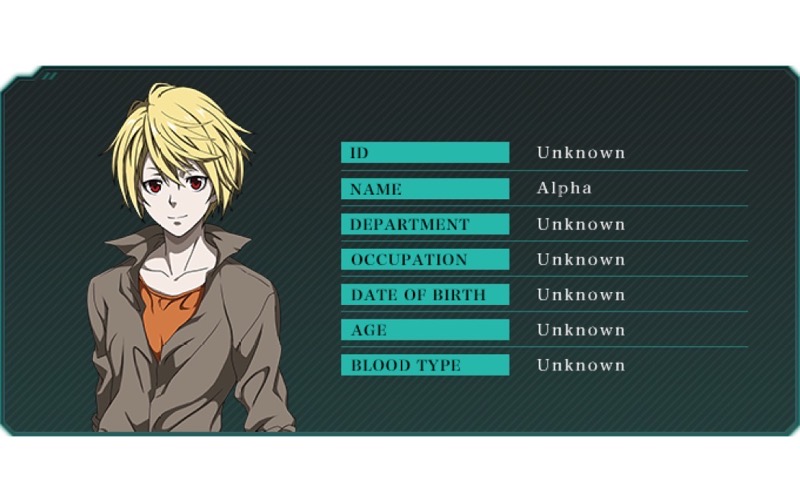 ID Unknown
NAME Alpha
DEPARTMENT Unknown
OCCUPATION Unknown
DATE OF BIRTH Unknown
AGE Unknown
BLOOD TYPE Unknown